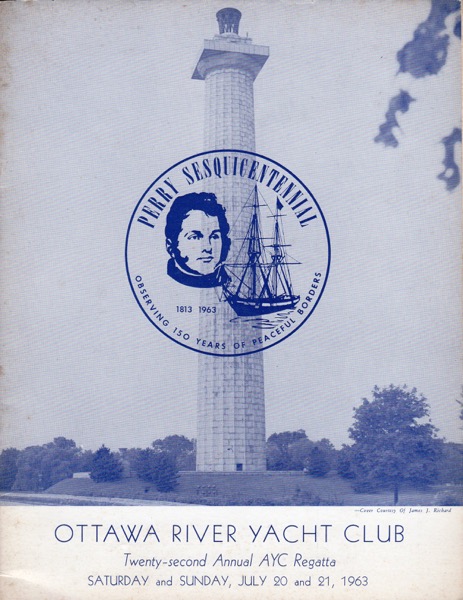 PERRY SESQUICENTENNIAL
1813 1963
OBSERVING 150 YEARS OF PEACEFUL BORDERS
—Cover Courtesy Of James J. Richard
OTTAWA RIVER YACHT CLUB
Twenty-second Annual AYC Regatta
SATURDAY and SUNDAY, JULY 20 and 21, 1963